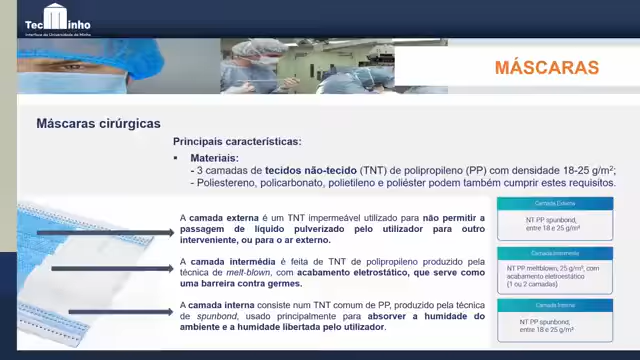 TecMinho
Interface da Universidade do Minho
MÁSCARAS
Máscaras cirúrgicas
Principais características:
▪ Materiais:
- 3 camadas de tecidos não-tecido (TNT) de polipropileno (PP) com densidade 18-25 g/m²;
- Poliestereno, policarbonato, polietileno e poliéster podem também cumprir estes requisitos.
A camada externa é um TNT impermeável utilizado para não permitir a
passagem de líquido pulverizado pelo utilizador para outro
interveniente, ou para o ar externo.
A camada intermédia é feita de TNT de polipropileno produzido pela
técnica de melt-blown, com acabamento eletrostático, que serve como
uma barreira contra germes.
A camada interna consiste num TNT comum de PP, produzido pela técnica
de spunbond, usado principalmente para absorver a humidade do
ambiente e a humidade libertada pelo utilizador.
Camada Externa
NT PP spunbond,
entre 18 e 25 g/m²
Camada Intermédia
NT PP meltblown, 25 g/m², com
acabamento eletrostático
(1 ou 2 camadas)
Camada Interna
NT PP spunbond,
entre 18 e 25 g/m²